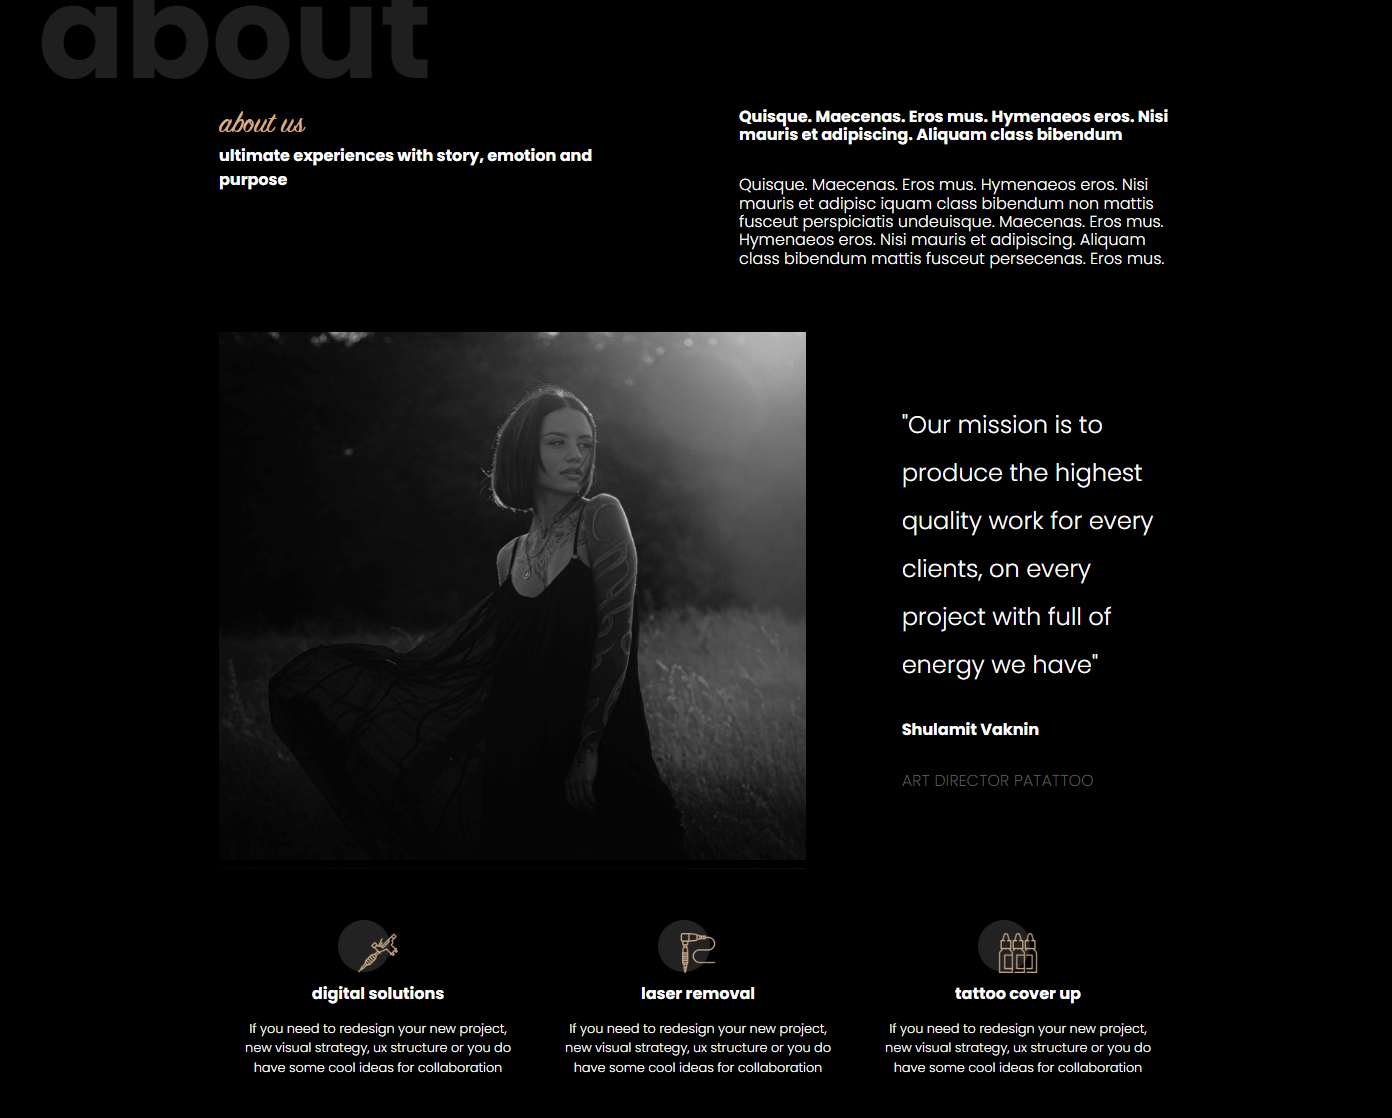 about
about us
ultimate experiences with story, emotion and
purpose
Quisque. Maecenas. Eros mus. Hymenaeos eros. Nisi
mauris et adipiscing. Aliquam class bibendum
Quisque. Maecenas. Eros mus. Hymenaeos eros. Nisi
mauris et adipisc iquam class bibendum non mattis
fusceut perspiciatis undeuisque. Maecenas. Eros mus.
Hymenaeos eros. Nisi mauris et adipiscing. Aliquam
class bibendum mattis fusceut persecenas. Eros mus.
"Our mission is to
produce the highest
quality work for every
clients, on every
project with full of
energy we have"
Shulamit Vaknin
ART DIRECTOR PATATTOO
digital solutions
If you need to redesign your new project,
new visual strategy, ux structure or you do
have some cool ideas for collaboration
laser removal
If you need to redesign your new project,
new visual strategy, ux structure or you do
have some cool ideas for collaboration
tattoo cover up
If you need to redesign your new project,
new visual strategy, ux structure or you do
have some cool ideas for collaboration